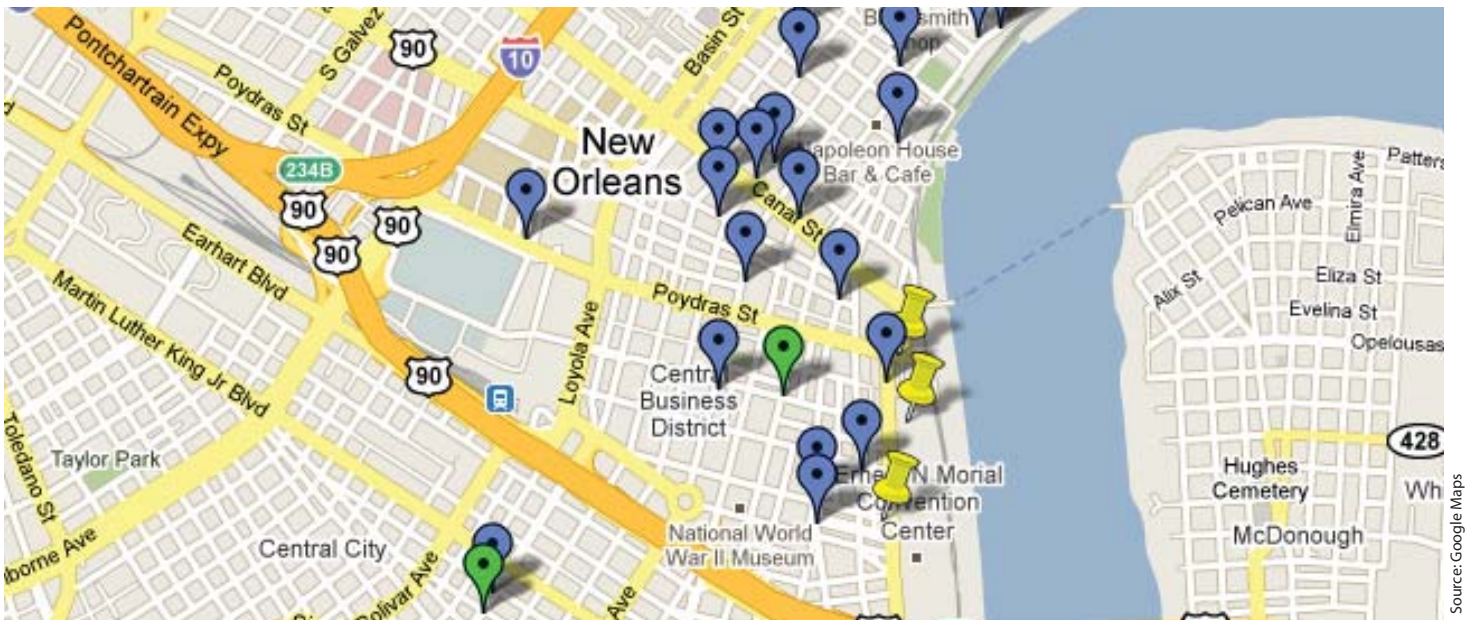 Pontchartrain Expy
Poydras St
S Galvez
90
10
Basin St
smith
hop
234B
90
90
90
New
Orleans
Napoleon House
Bar & Cafe
Canal St
Earhart Blvd
Martin Luther King Jr Blvd
Poydras St
Loyola Ave
90
Central
Business
District
Toledano St
Taylor Park
Central City
Bolivar Ave
Ave
National World
War II Museum
Ernest N Morial
Convention
Center
Patters
Pelican Ave
Elmira Ave
Alix St
Eliza St
Evelina St
Opelousas
428
Hughes
Cemetery
Wh
McDonough
Source: Google Maps